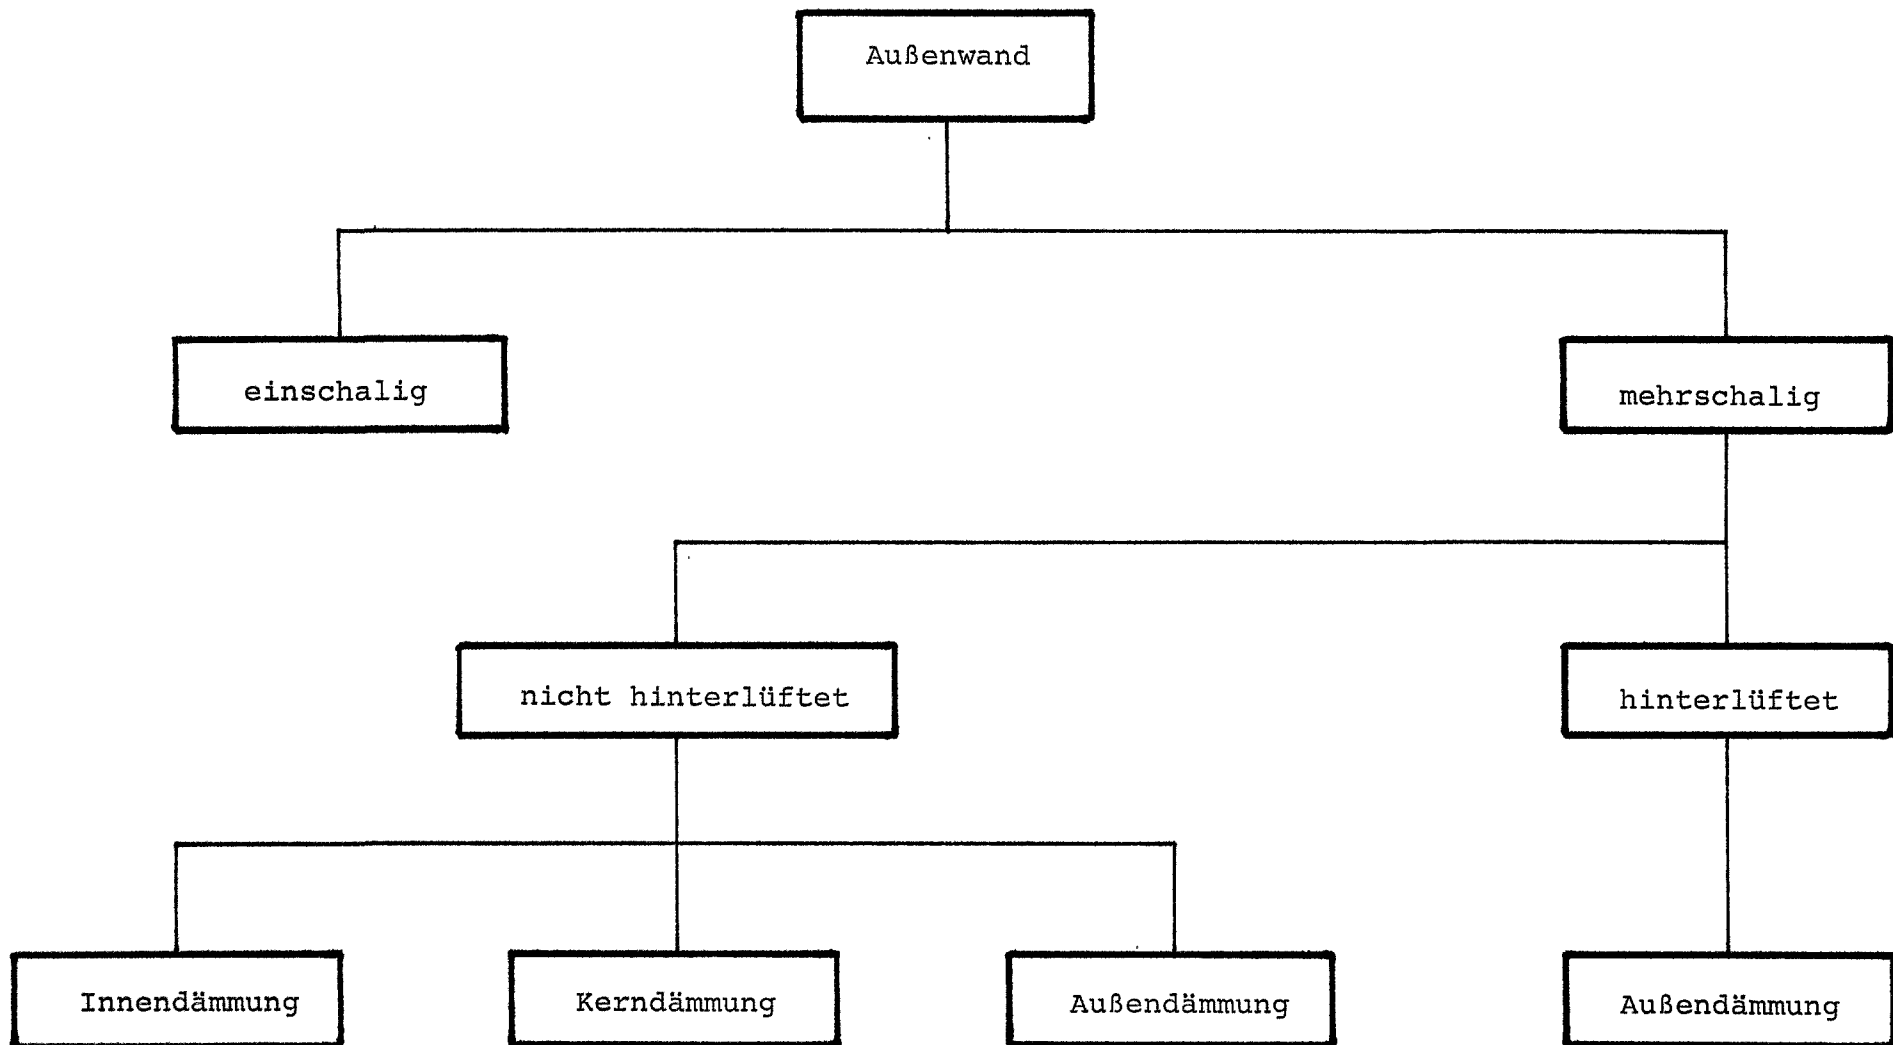 Außenwand
einschalig
mehrschalig
nicht hinterlüftet
hinterlüftet
Innendämmung
Kerndämmung
Außendämmung
Außendämmung